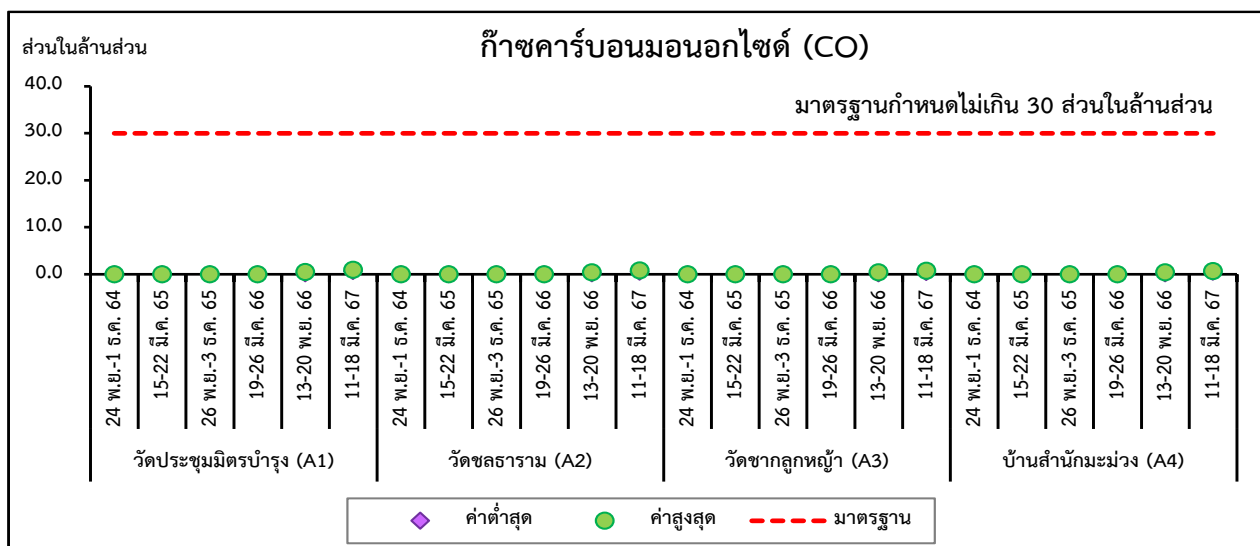 ส่วนในล้านส่วน
ก๊าซคาร์บอนมอนอกไซด์ (CO)
40.0
มาตรฐานกำหนดไม่เกิน 30 ส่วนในล้านส่วน
30.0
20.0
10.0
0.0
24 พ.ย.-1 ธ.ค. 64
15-22 มี.ค. 65
26 พ.ย.-3 ธ.ค. 65
19-26 มี.ค. 66
13-20 พ.ย. 66
11-18 มี.ค. 67
24 พ.ย.-1 ธ.ค. 64
15-22 มี.ค. 65
26 พ.ย.-3 ธ.ค. 65
19-26 มี.ค. 66
13-20 พ.ย. 66
11-18 มี.ค. 67
24 พ.ย.-1 ธ.ค. 64
15-22 มี.ค. 65
26 พ.ย.-3 ธ.ค. 65
19-26 มี.ค. 66
13-20 พ.ย. 66
11-18 มี.ค. 67
24 พ.ย.-1 ธ.ค. 64
15-22 มี.ค. 65
26 พ.ย.-3 ธ.ค. 65
19-26 มี.ค. 66
13-20 พ.ย. 66
11-18 มี.ค. 67
วัดประชุมมิตรบำรุง (A1)
วัดชลธาราม (A2)
วัดชากลูกหญ้า (A3)
บ้านสำนักมะม่วง (A4)
ค่าต่ำสุด
ค่าสูงสุด
มาตรฐาน